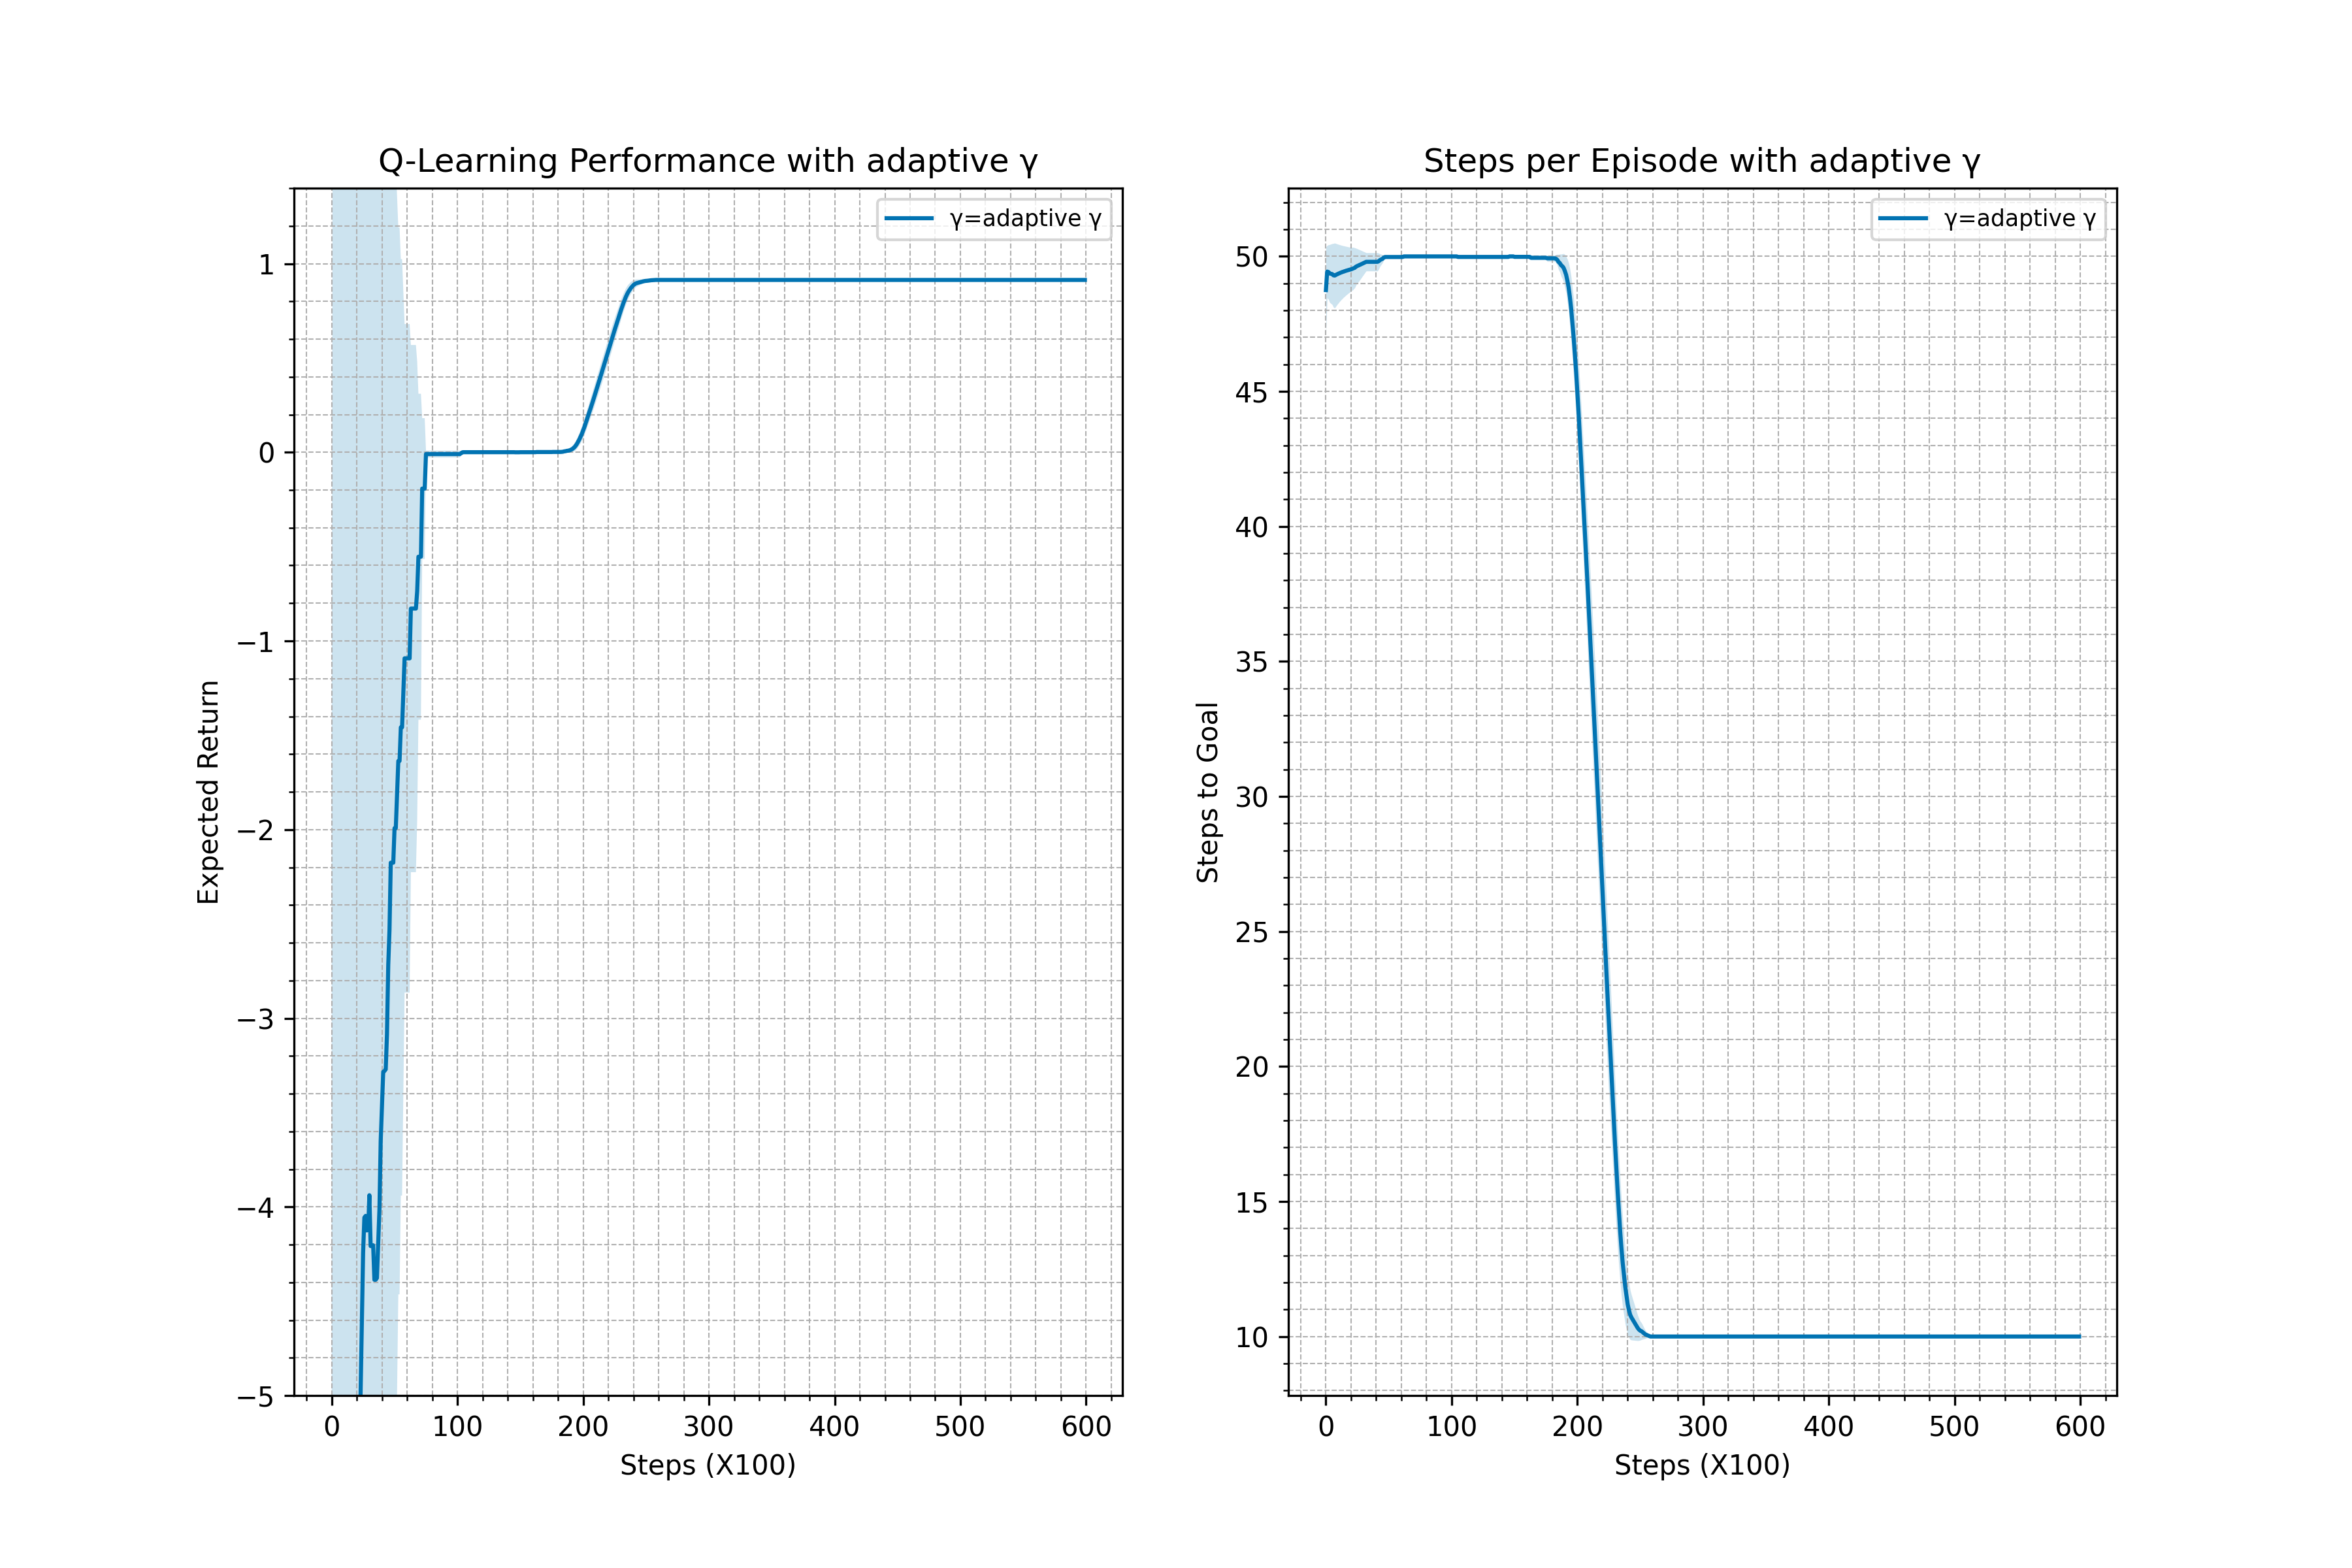 Q-Learning Performance with adaptive γ
γ=adaptive γ
1
0
−1
−2
−3
−4
−5
Expected Return
0 100 200 300 400 500 600
Steps (X100)
Steps per Episode with adaptive γ
γ=adaptive γ
50
45
40
35
30
25
20
15
10
Steps to Goal
0 100 200 300 400 500 600
Steps (X100)